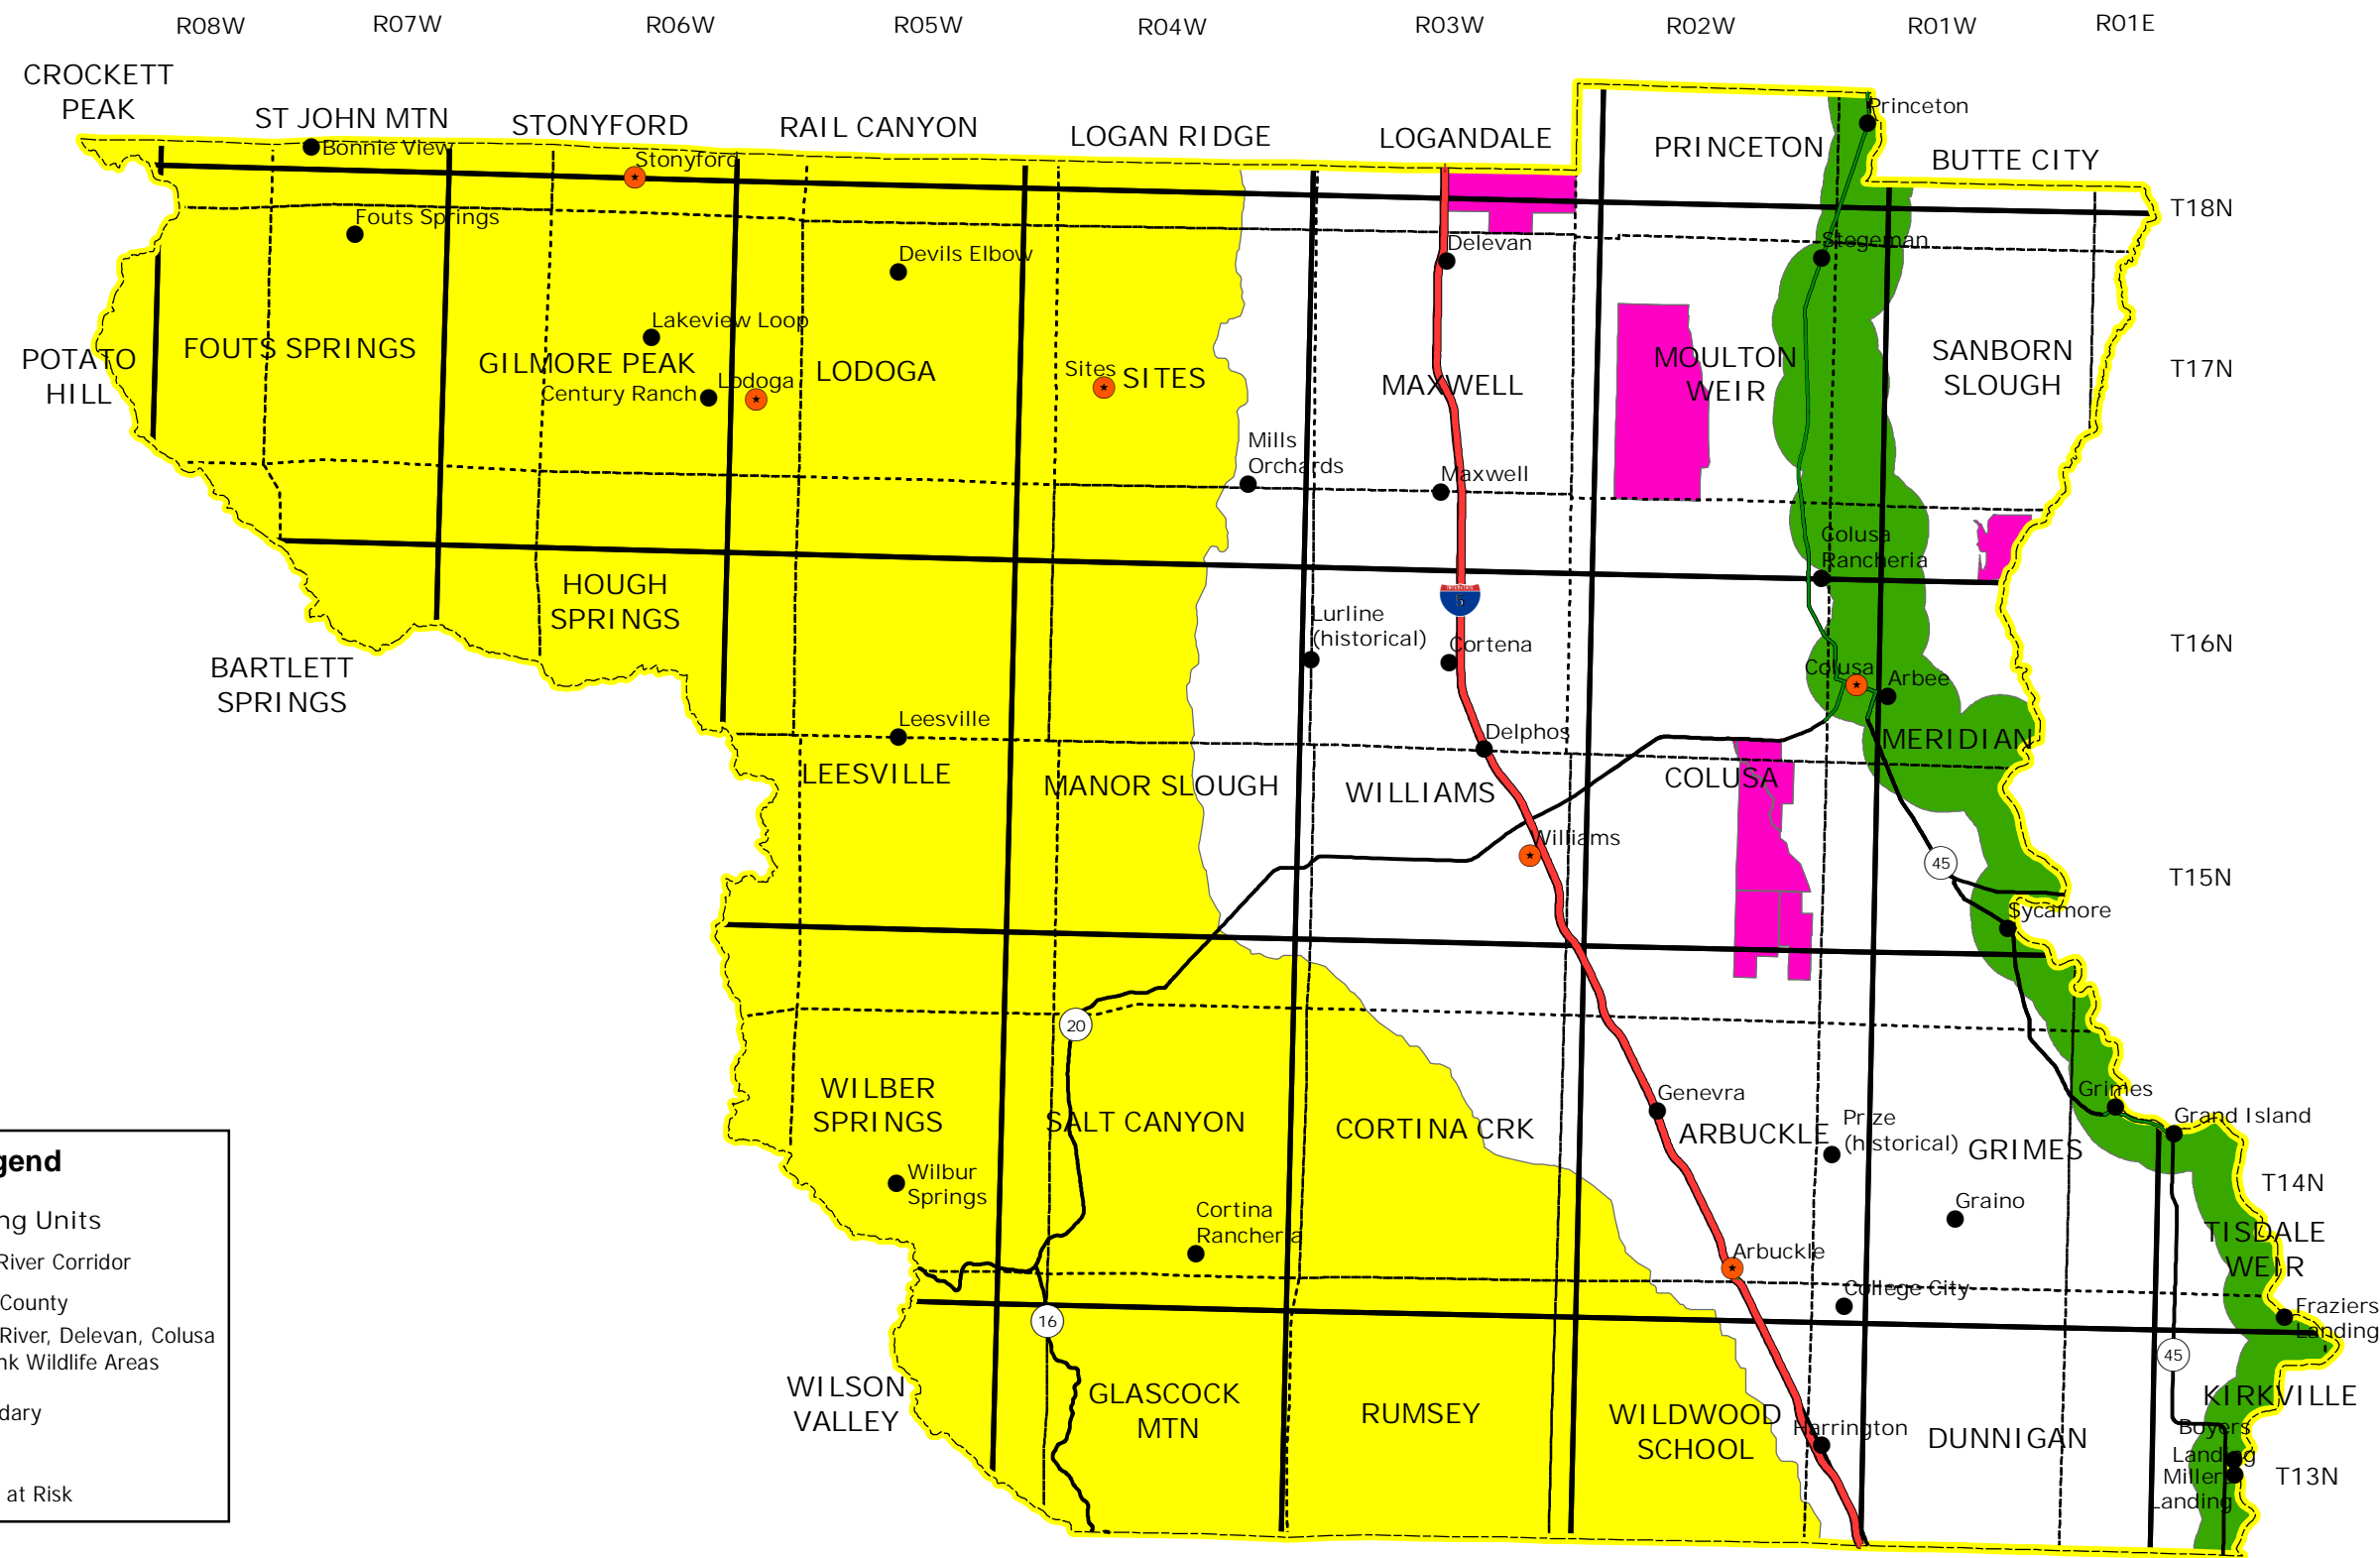 R08W
R07W
R06W
R05W
R04W
R03W
R02W
R01W
R01E
CROCKETT
PEAK
ST JOHN MTN
STONYFORD
RAIL CANYON
LOGAN RIDGE
LOGANDALE
PRINCETON
Princeton
BUTTE CITY
Bonnie View
Stonyford
T18N
Fouts Springs
Devils Elbow
Delevan
Stegeman
Lakeview Loop
POTATO
HILL
FOUTS SPRINGS
GILMORE PEAK
Century Ranch
Lodoga
LODOGA
Sites
SITES
MAXWELL
MOULTON
WEIR
SANBORN
SLOUGH
T17N
Mills
Orchards
Maxwell
Colusa
Rancheria
HOUGH
SPRINGS
INTERSTATE
5
Lurline
(historical)
Cortena
T16N
BARTLETT
SPRINGS
Colusa
Arbee
Leesville
Delphos
MERIDIAN
LEESVILLE
MANOR SLOUGH
WILLIAMS
COLUSA
Williams
45
T15N
Sycamore
20
WILBER
SPRINGS
SALT CANYON
CORTINA CRK
Genevra
ARBUCKLE
Prize
(historical)
GRIMES
Grimes
Grand Island
Wilbur
Springs
Cortina
Rancheria
Graino
T14N
TISDALE
WEIR
Arbuckle
College City
Fraziers
Landing
16
45
WILSON
VALLEY
GLASCOCK
MTN
RUMSEY
WILDWOOD
SCHOOL
Harrington
DUNNIGAN
KIRKVILLE
Boyers
Landing
Miller
Landing
T13N
gend
ng Units
River Corridor
County
River, Delevan, Colusa
nk Wildlife Areas
dary
at Risk